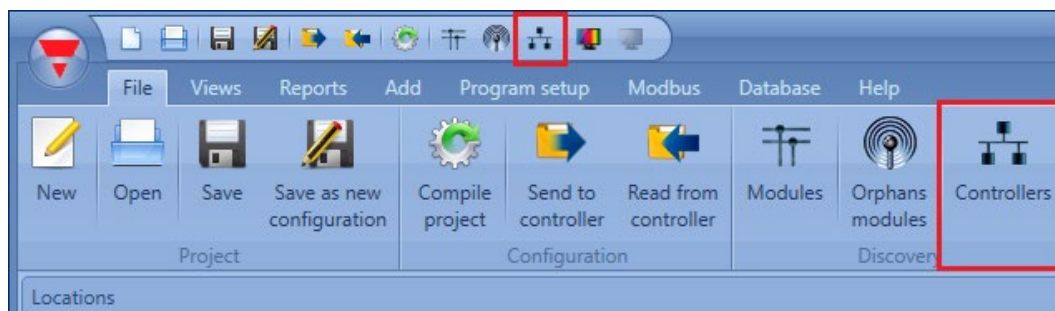 File Views Reports Add Program setup Modbus Database Help
New Open Save Save as new configuration Compile project Send to controller Read from controller Modules Orphans modules Controllers
Project Configuration Discovery
Locations